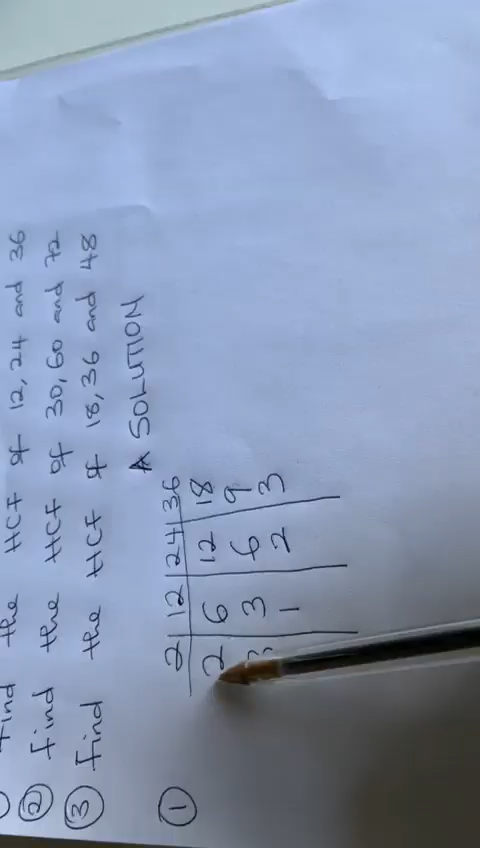 Find the HCF of 12, 24 and 36
② Find the HCF of 30, 60 and 72
③ Find the HCF of 18, 36 and 48
A SOLUTION
①
2 | 12 | 24 | 36
2 | 6 | 12 | 18
3 | 3 | 6 | 9
1 | 2 | 3